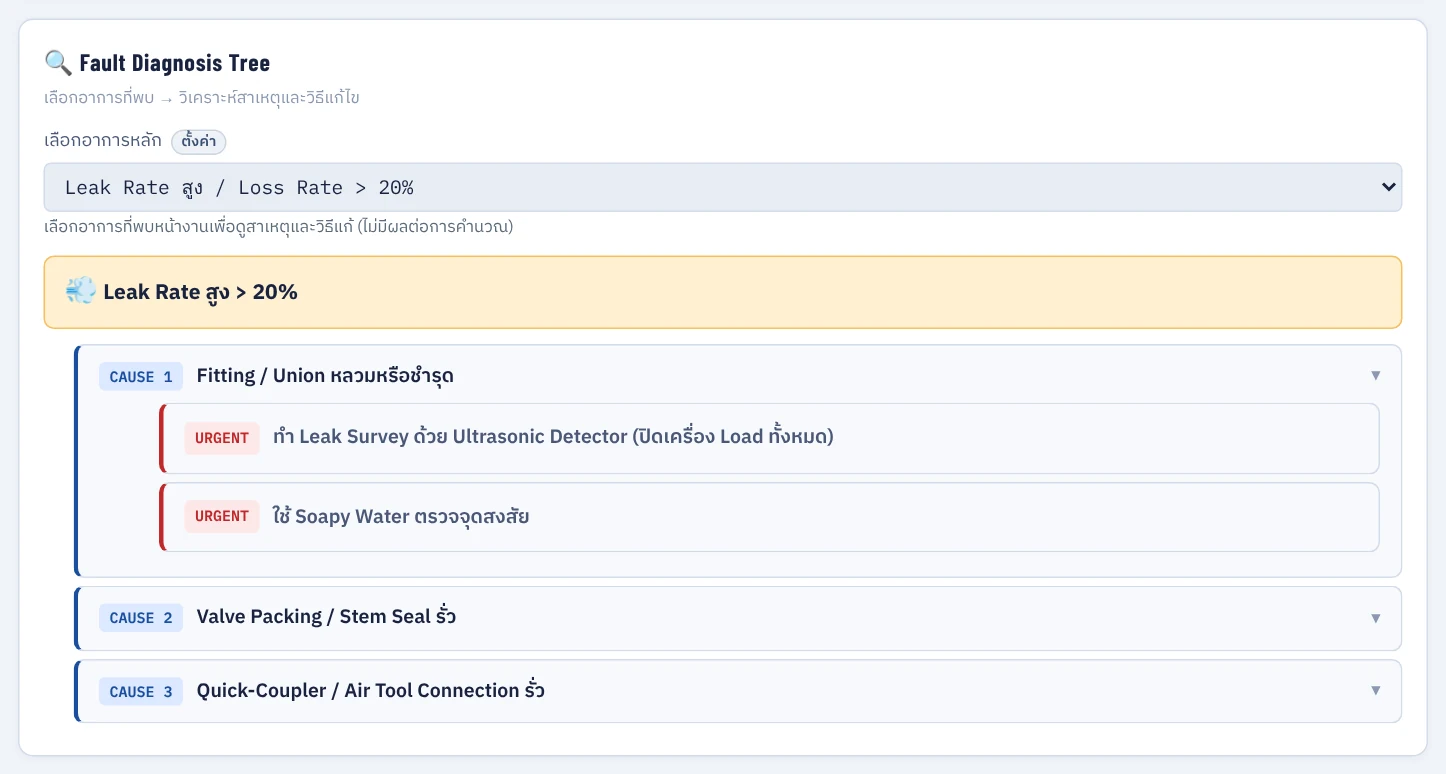 Fault Diagnosis Tree
เลือกอาการที่พบ → วิเคราะห์สาเหตุและวิธีแก้ไข
เลือกอาการหลัก ตั้งค่า
Leak Rate สูง / Loss Rate > 20%
เลือกอาการที่พบหน้างานเพื่อดูสาเหตุและวิธีแก้ (ไม่มีผลต่อการคำนวณ)
Leak Rate สูง > 20%
CAUSE 1 Fitting / Union หลวมหรือชำรุด
URGENT ทำ Leak Survey ด้วย Ultrasonic Detector (ปิดเครื่อง Load ทั้งหมด)
URGENT ใช้ Soapy Water ตรวจจุดสงสัย
CAUSE 2 Valve Packing / Stem Seal รั่ว
CAUSE 3 Quick-Coupler / Air Tool Connection รั่ว